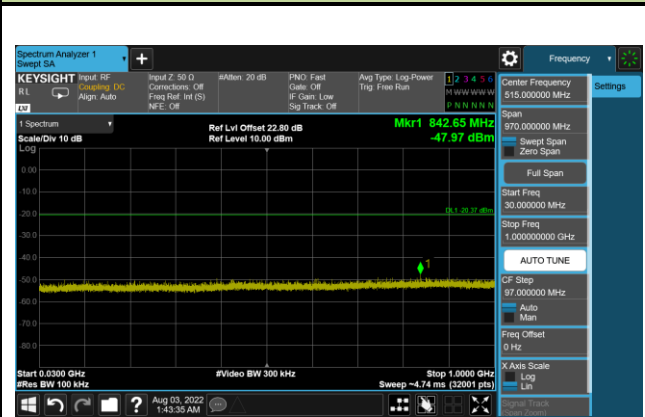 Spectrum Analyzer 1
Swept SA
+
Frequency
KEYSIGHT
RL
LXI
Input: RF
Coupling: DC
Align: Auto
Input Z: 50 Ω
Corrections: Off
Freq Ref: Int (S)
NFE: Off
#Atten: 20 dB
PNO: Fast
Gate: Off
IF Gain: Low
Sig Track: Off
Avg Type: Log-Power
Trig: Free Run
1 2 3 4 5 6
M W W W W W
P N N N N N
Center Frequency
515.000000 MHz
Settings
Span
970.000000 MHz
Swept Span
Zero Span
Full Span
Start Freq
30.000000 MHz
Stop Freq
1.000000000 GHz
AUTO TUNE
CF Step
97.000000 MHz
Auto
Man
Freq Offset
0 Hz
X Axis Scale
Log
Lin
Signal Track
(Span Zoom)
1 Spectrum
Scale/Div 10 dB
Log
Ref Lvl Offset 22.80 dB
Ref Level 10.00 dBm
Mkr1 842.65 MHz
-47.97 dBm
0.00
-10.0
-20.0
-30.0
-40.0
-50.0
-60.0
-70.0
-80.0
DL1 -20.37 dBm
1
Start 0.0300 GHz
#Res BW 100 kHz
#Video BW 300 kHz
Stop 1.0000 GHz
Sweep ~4.74 ms (32001 pts)
?
Aug 03, 2022
1:43:35 AM